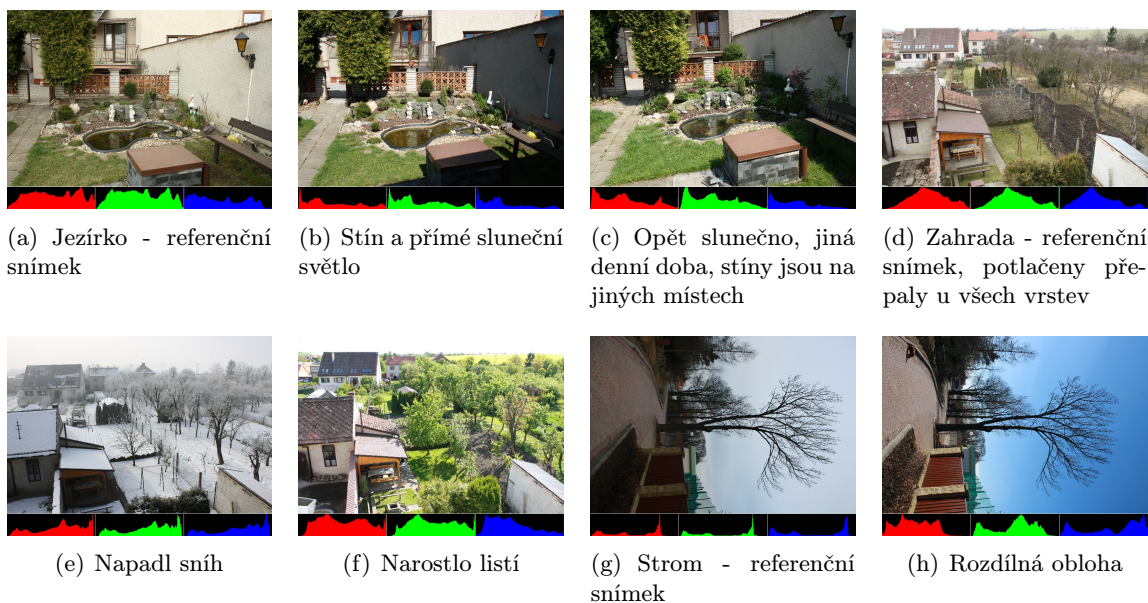 (a) Jezírko - referenční
snímek
(b) Stín a přímé sluneční
světlo
(c) Opět slunečno, jiná
denní doba, stíny jsou na
jiných místech
(d) Zahrada - referenční
snímek, potlačeny pře-
paly u všech vrstev
(e) Napadl sníh
(f) Narostlo listí
(g) Strom - referenční
snímek
(h) Rozdílná obloha